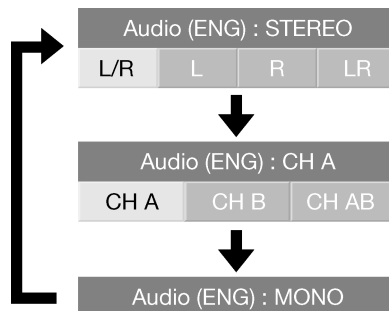 Audio (ENG) : STEREO
L/R L R LR
Audio (ENG) : CH A
CH A CH B CH AB
Audio (ENG) : MONO